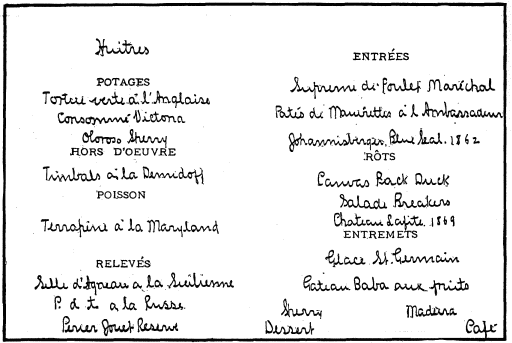 Huitres
POTAGES
Tortue verte à l'Anglaise
Consommé Victoria
Oloroso Sherry
HORS D'OEUVRE
Timbals à la Demidoff
POISSON
Terrapine à la Maryland
RELEVÉS
Selle d'Agneau a la Sicilienne
P. d t. a la Russe.
Perier Jouet Reserve
ENTRÉES
Supreme de Poulet Maréchal
Patés de Mauviettes à l'Ambassadeur
Johannisberger, Blue Seal. 1862
RÔTS
Canvas Back Duck
Salade Breakers
Chateau Lafite. 1869
ENTREMETS
Glace St. Germain
Gateau Baba aux fruits
Sherry Madera
Dessert Café